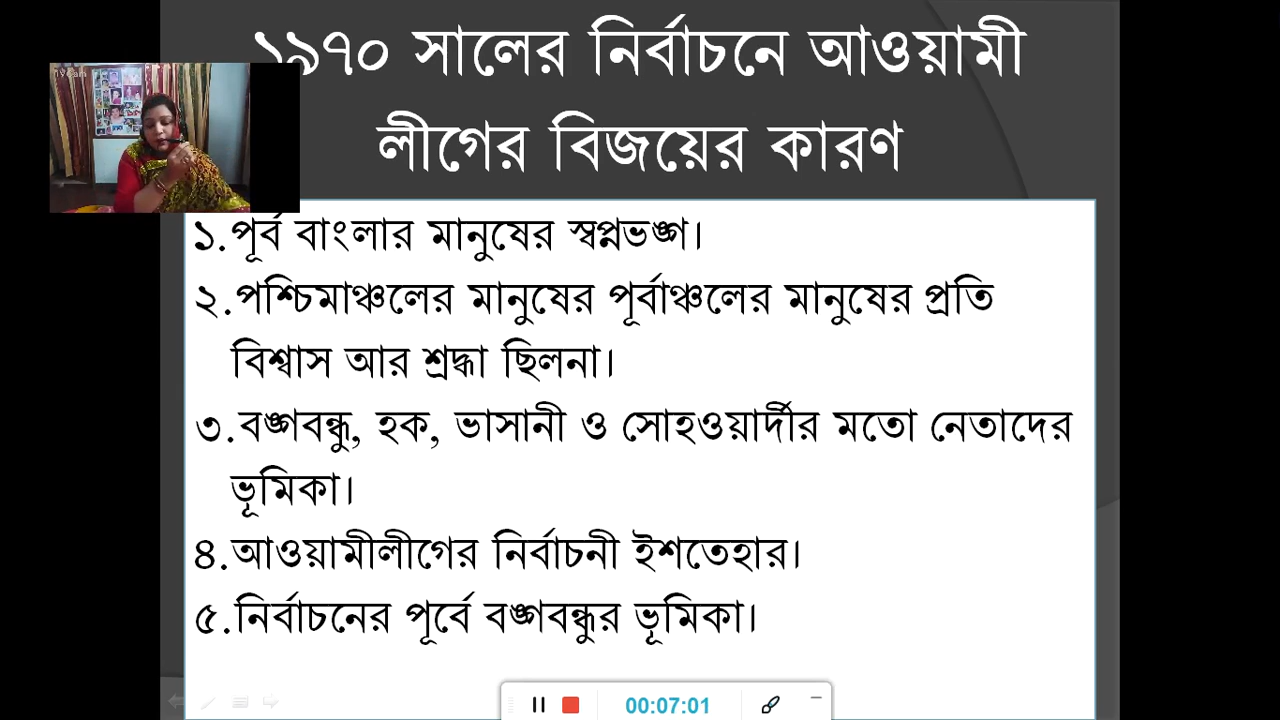 ১৯৭০ সালের নির্বাচনে আওয়ামী
লীগের বিজয়ের কারণ
১.পূর্ব বাংলার মানুষের স্বপ্নভঙ্গ।
২.পশ্চিমাঞ্চলের মানুষের পূর্বাঞ্চলের মানুষের প্রতি
বিশ্বাস আর শ্রদ্ধা ছিলনা।
৩.বঙ্গবন্ধু, হক, ভাসানী ও সোহওয়ার্দীর মতো নেতাদের
ভূমিকা।
৪.আওয়ামীলীগের নির্বাচনী ইশতেহার।
৫.নির্বাচনের পূর্বে বঙ্গবন্ধুর ভূমিকা।
00:07:01